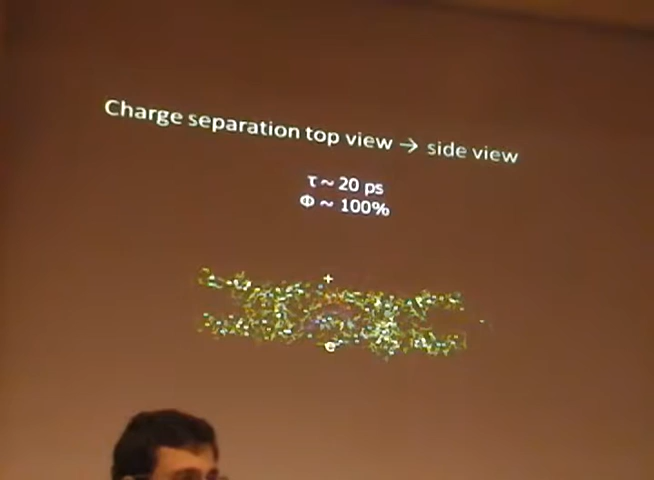 Charge separation top view → side view
τ ~ 20 ps
Φ ~ 100%
+